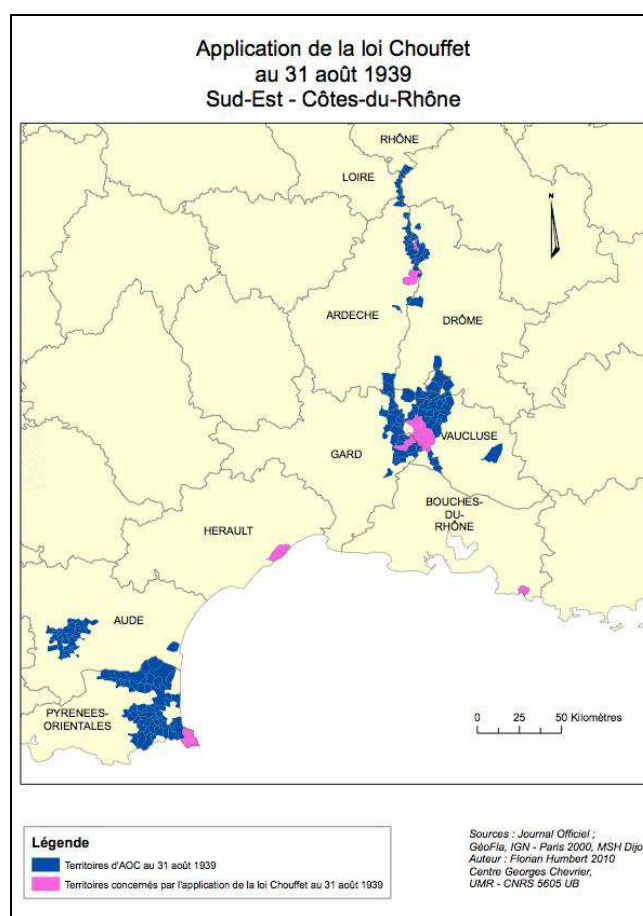 Application de la loi Chouffet
au 31 août 1939
Sud-Est - Côtes-du-Rhône
RHÔNE
LOIRE
N
ARDECHE
DRÔME
VAUCLUSE
GARD
BOUCHES-
DU-
RHÔNE
HERAULT
AUDE
PYRENEES-
ORIENTALES
0 25 50 Kilomètres
Légende
Territoires d'AOC au 31 août 1939
Territoires concernés par l'application de la loi Chouffet au 31 août 1939
Sources : Journal Officiel ;
GéoFla, IGN - Paris 2000, MSH Dijo
Auteur : Florian Humbert 2010
Centre Georges Chevrier,
UMR - CNRS 5605 UB